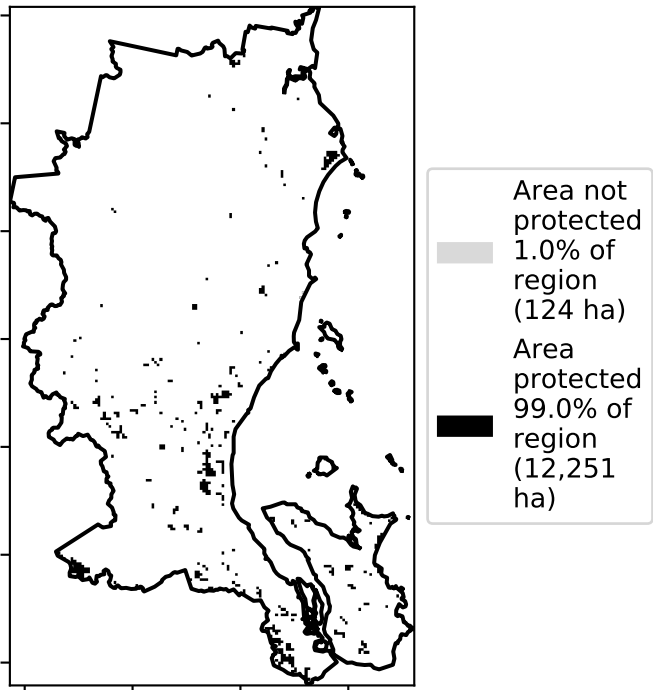 Area not
protected
1.0% of
region
(124 ha)
Area
protected
99.0% of
region
(12,251
ha)